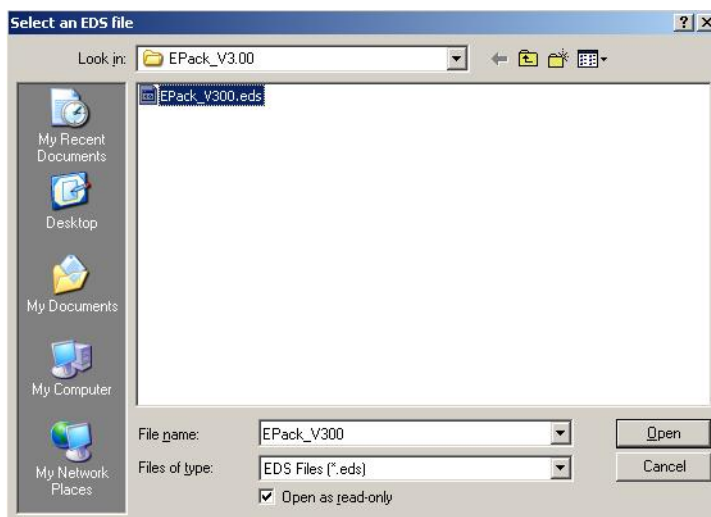 Select an EDS file
Look in: EPack_V3.00
EPack_V300.eds
My Recent
Documents
Desktop
My Documents
My Computer
My Network
Places
File name: EPack_V300 Open
Files of type: EDS Files (*.eds) Cancel
Open as read-only